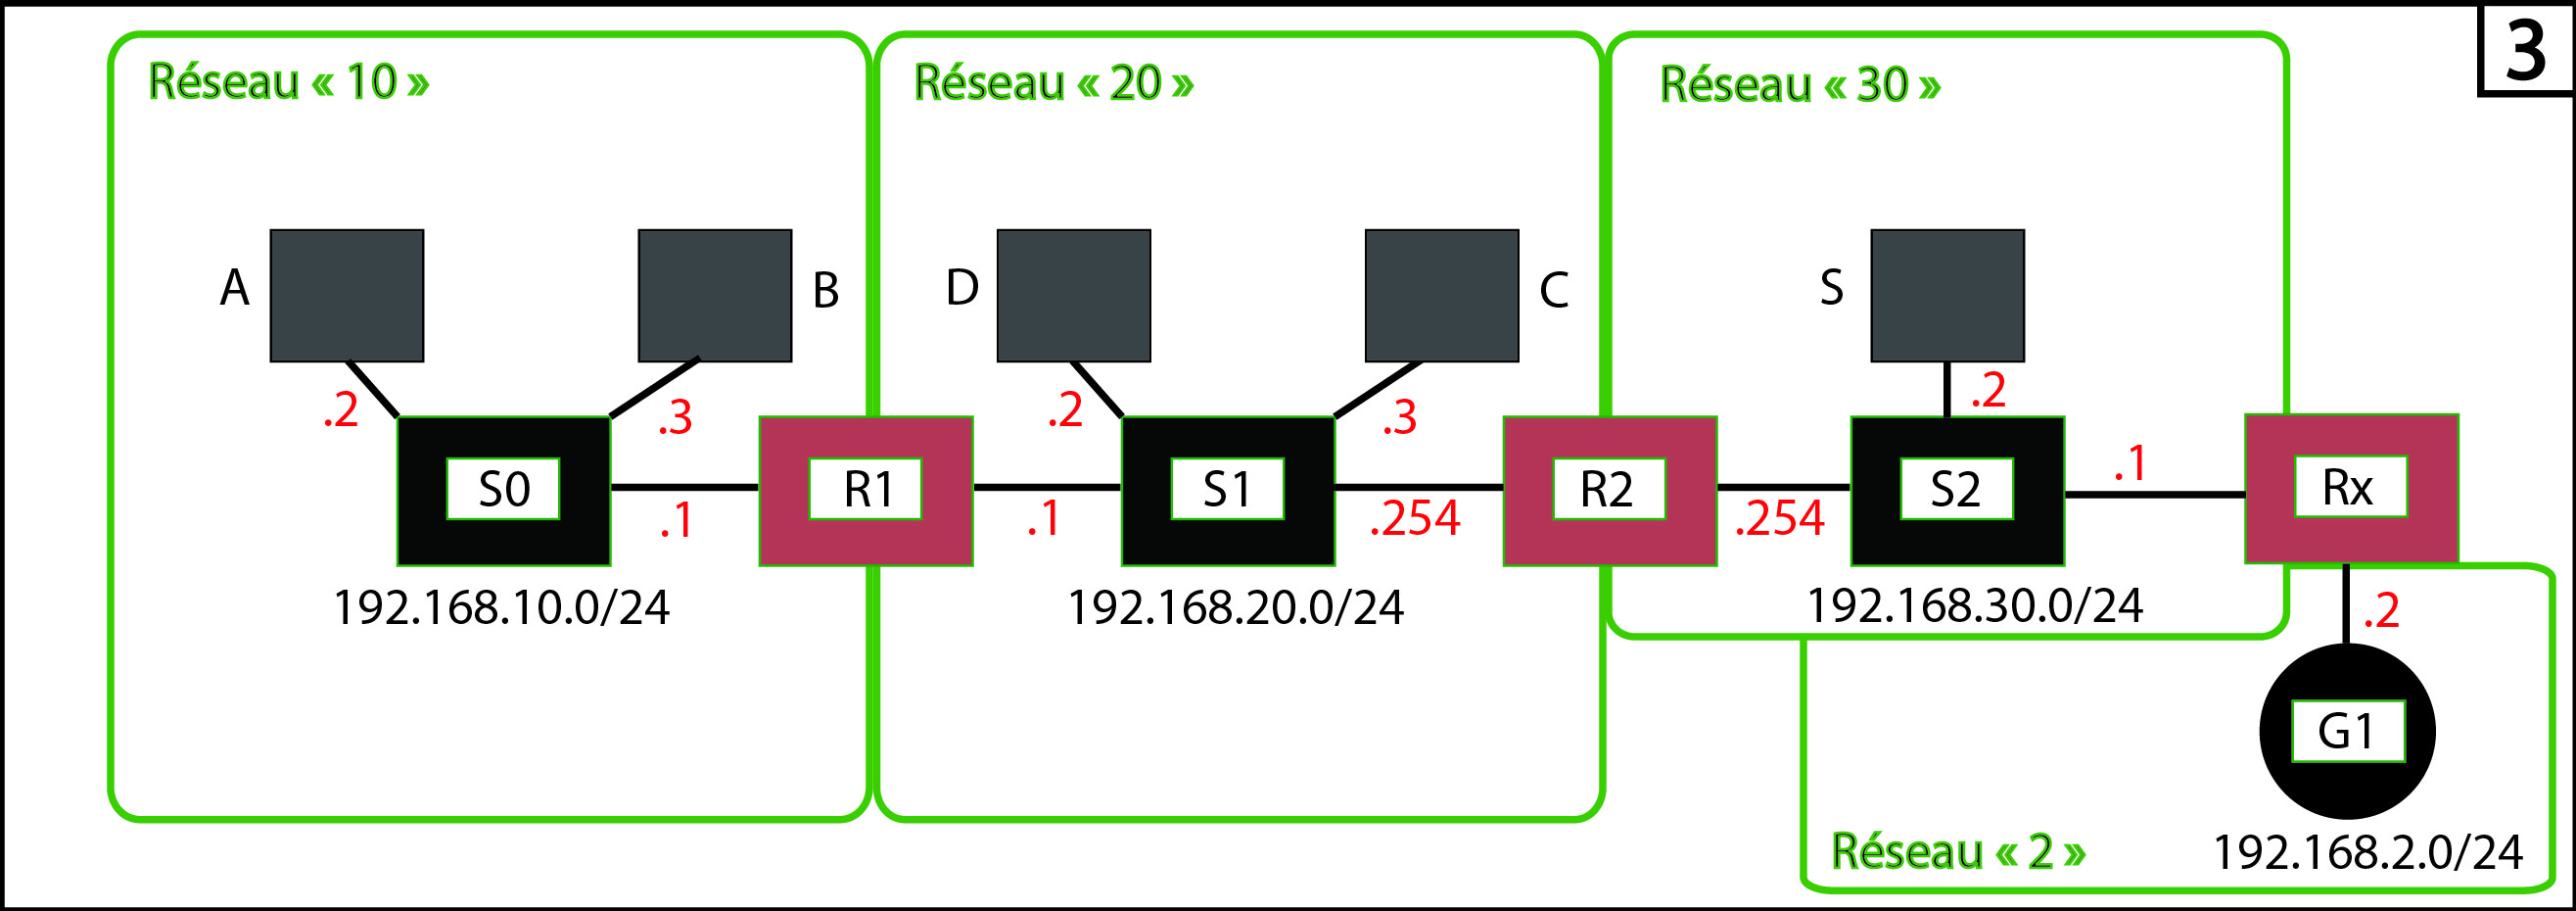 3
Réseau « 10 »
Réseau « 20 »
Réseau « 30 »
A
B
D
C
S
.2
.3
.2
.3
.2
S0
R1
S1
R2
S2
Rx
.1
.1
.254
.254
.1
192.168.10.0/24
192.168.20.0/24
192.168.30.0/24
.2
G1
Réseau « 2 »
192.168.2.0/24